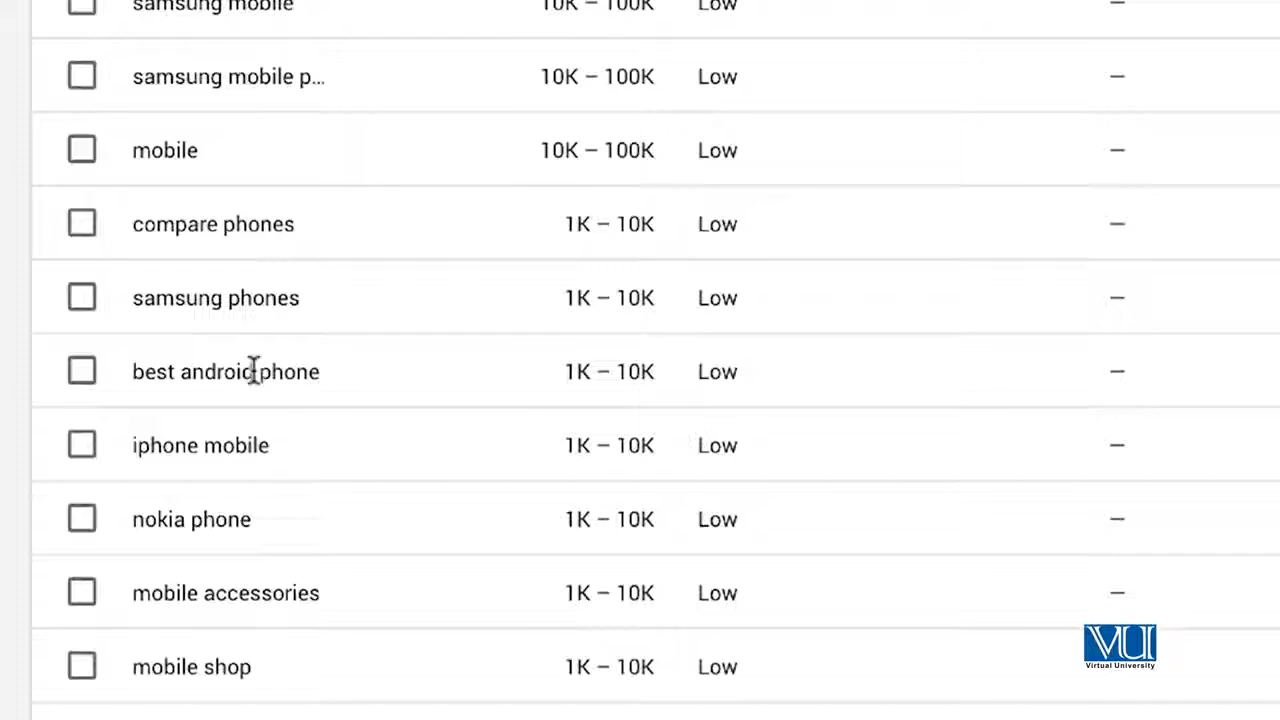 samsung mobile 10K – 100K Low
samsung mobile p... 10K – 100K Low –
mobile 10K – 100K Low –
compare phones 1K – 10K Low –
samsung phones 1K – 10K Low –
best android phone 1K – 10K Low –
iphone mobile 1K – 10K Low –
nokia phone 1K – 10K Low –
mobile accessories 1K – 10K Low –
mobile shop 1K – 10K Low
VU
Virtual University